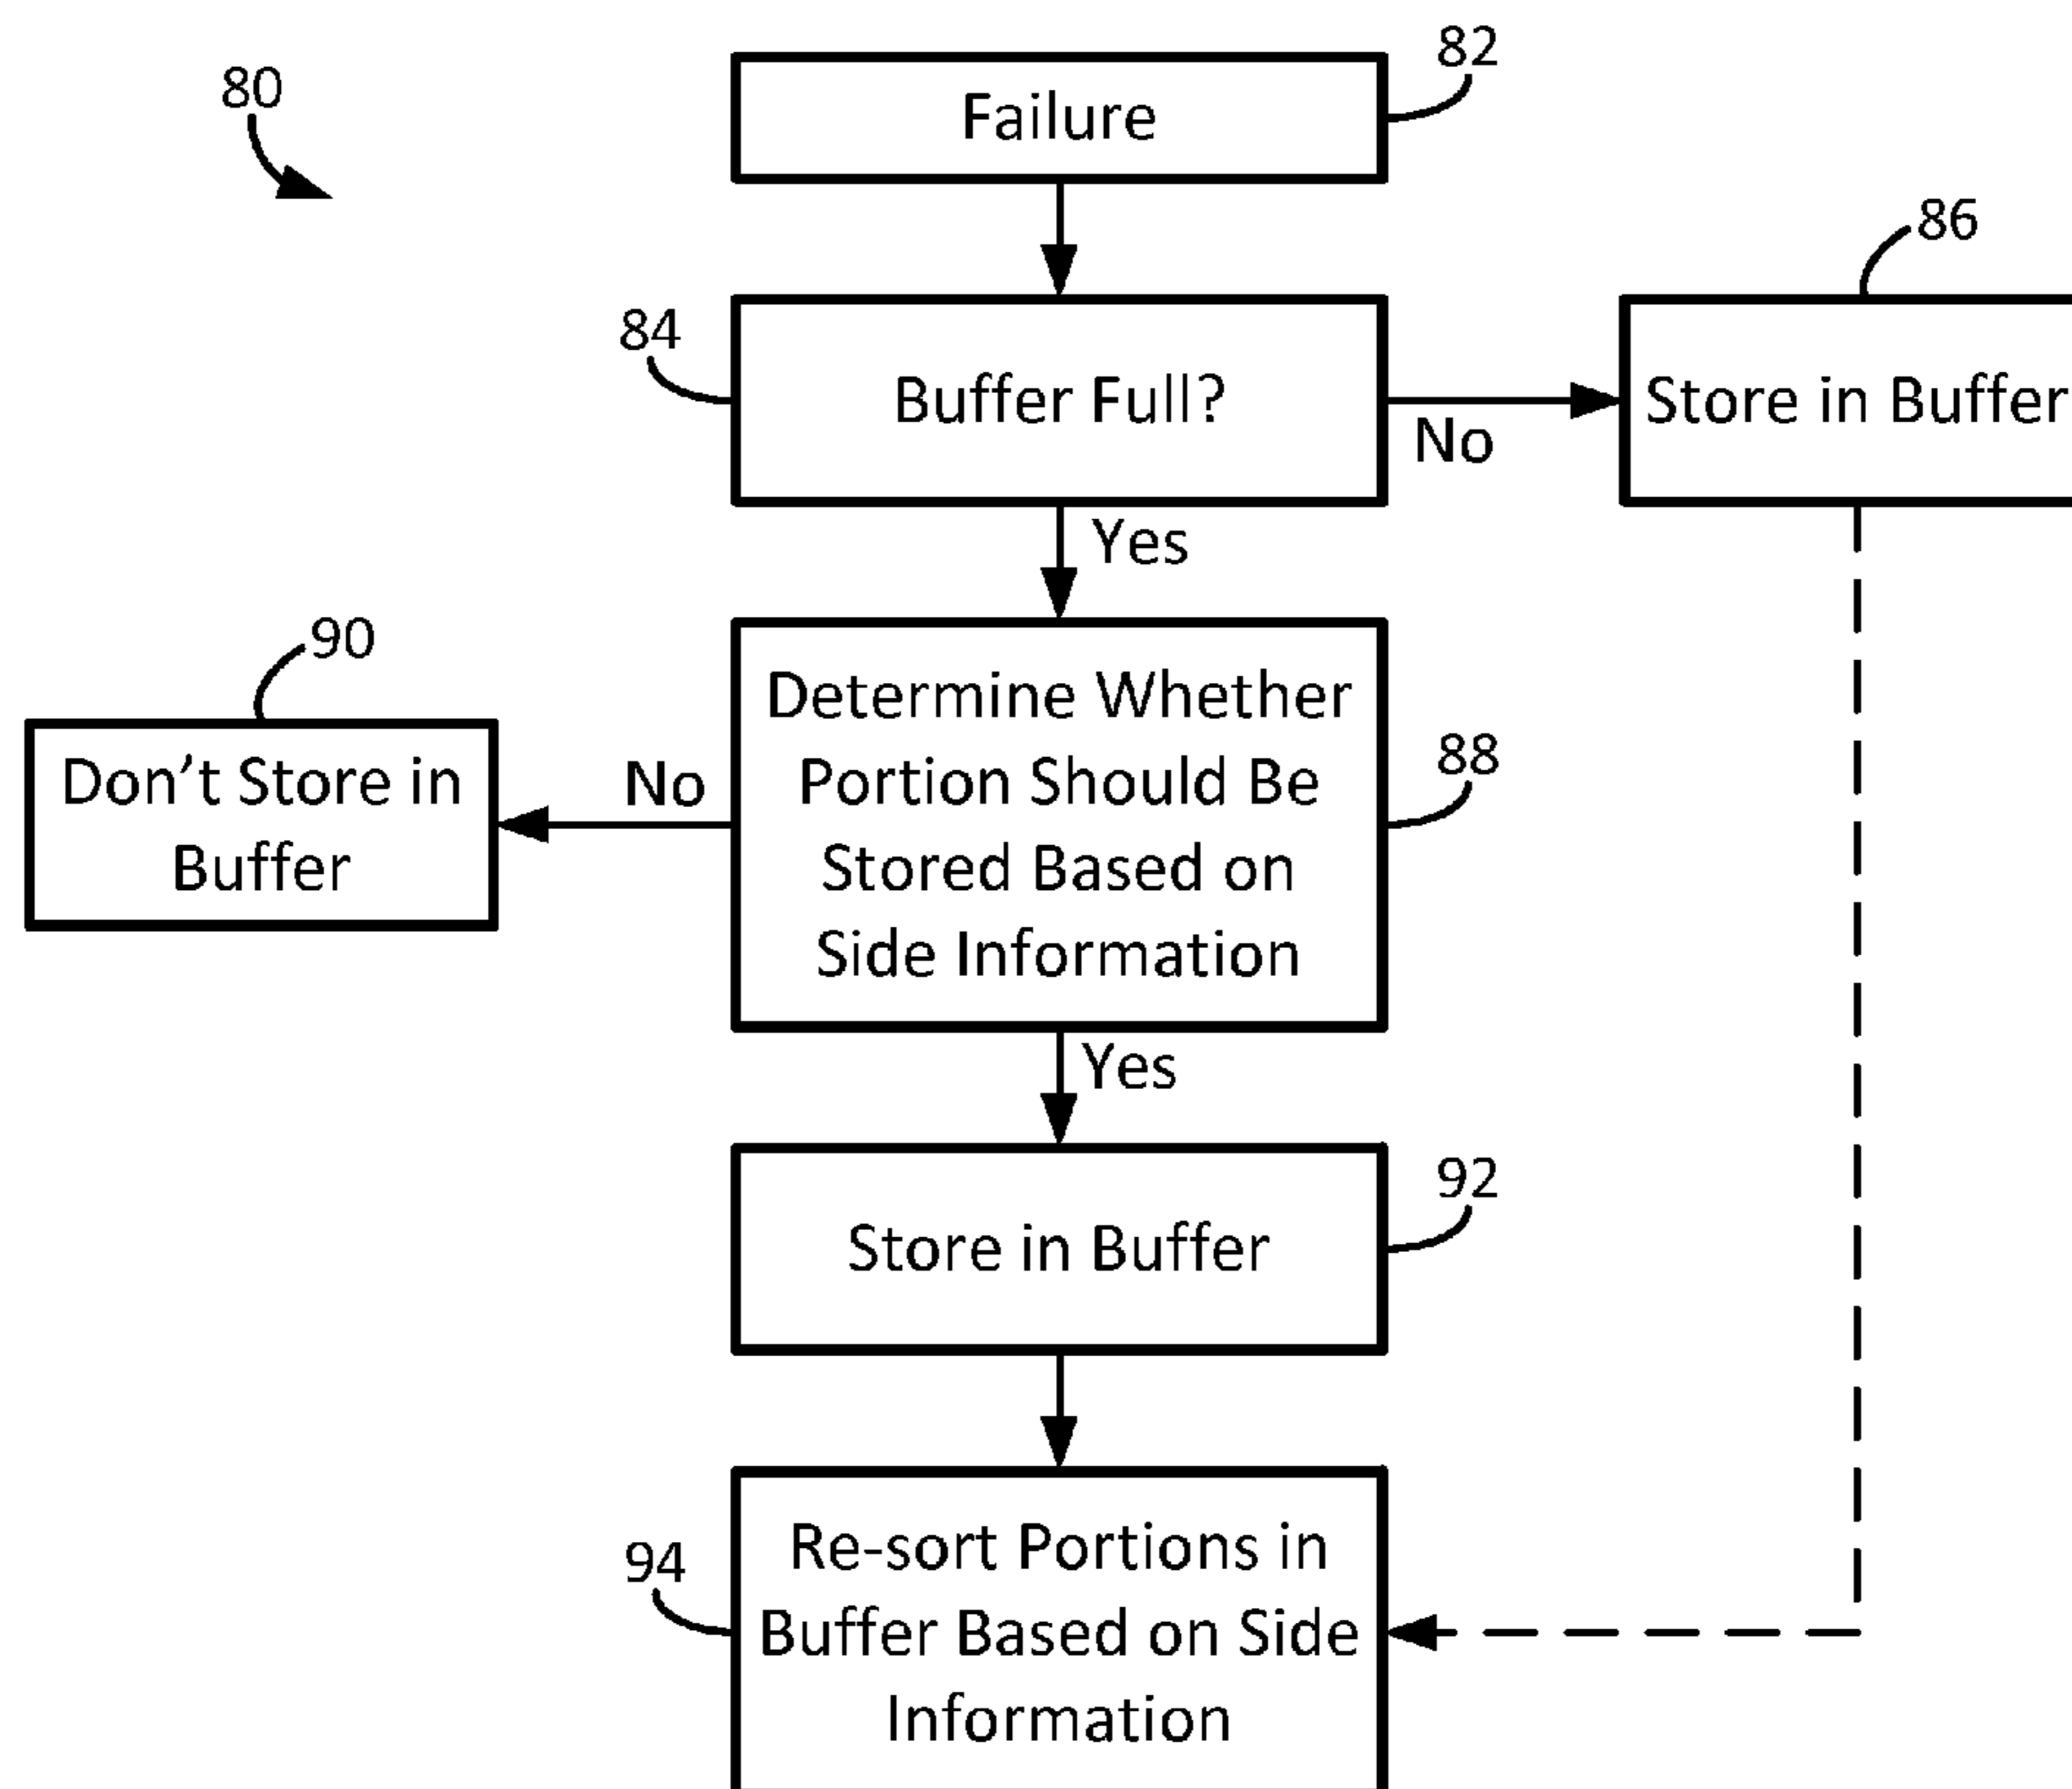 80
82
Failure
86
84
Buffer Full?
Store in Buffer
No
Yes
90
Determine Whether
Portion Should Be
Stored Based on
Side Information
88
Don't Store in
Buffer
No
Yes
92
Store in Buffer
94
Re-sort Portions in
Buffer Based on Side
Information